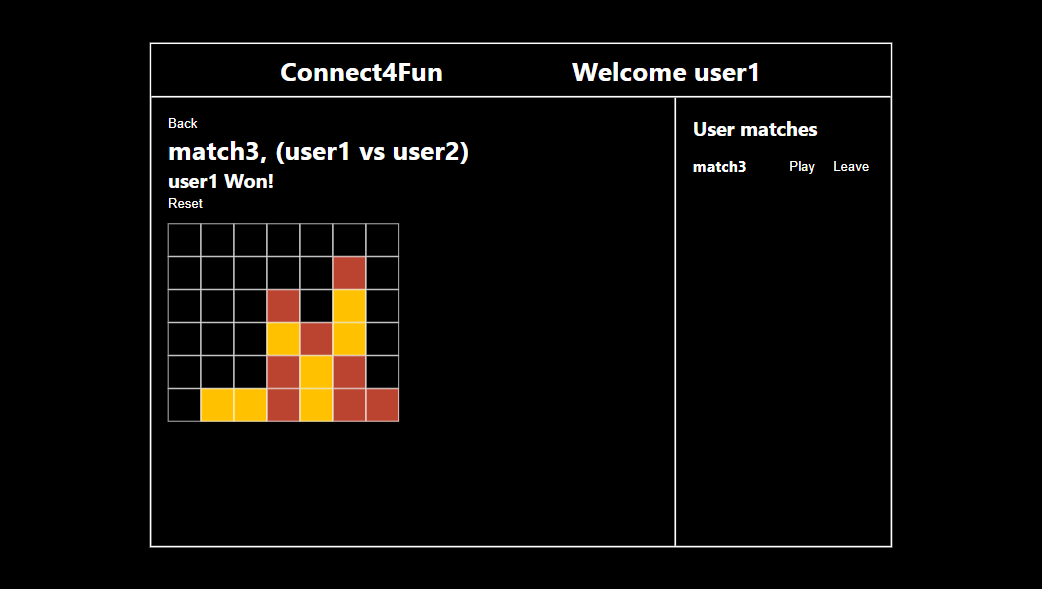 Connect4Fun
Welcome user1
Back
match3, (user1 vs user2)
user1 Won!
Reset
User matches
match3 Play Leave